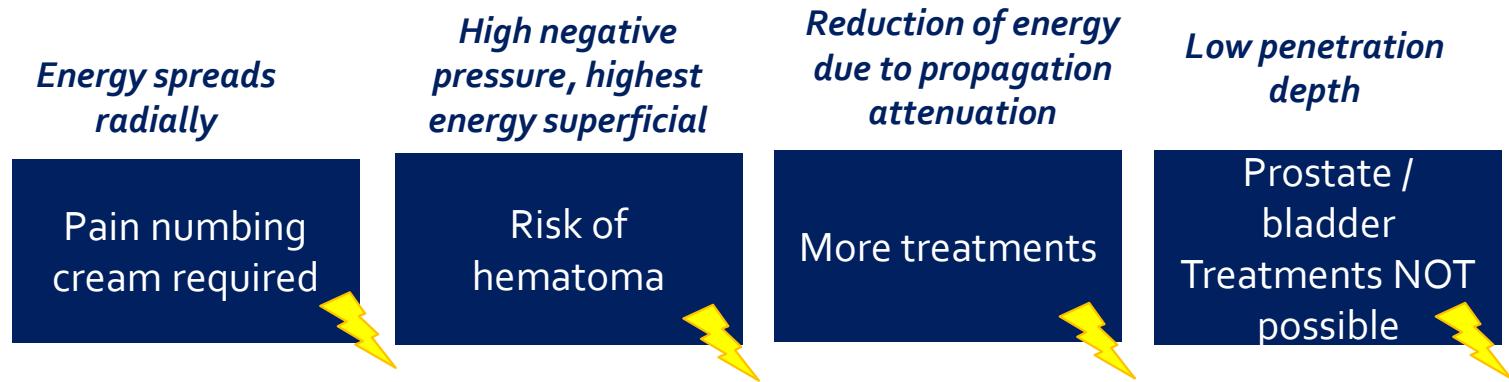 Energy spreads
radially
High negative
pressure, highest
energy superficial
Reduction of energy
due to propagation
attenuation
Low penetration
depth
Pain numbing
cream required
Risk of
hematoma
More treatments
Prostate /
bladder
Treatments NOT
possible